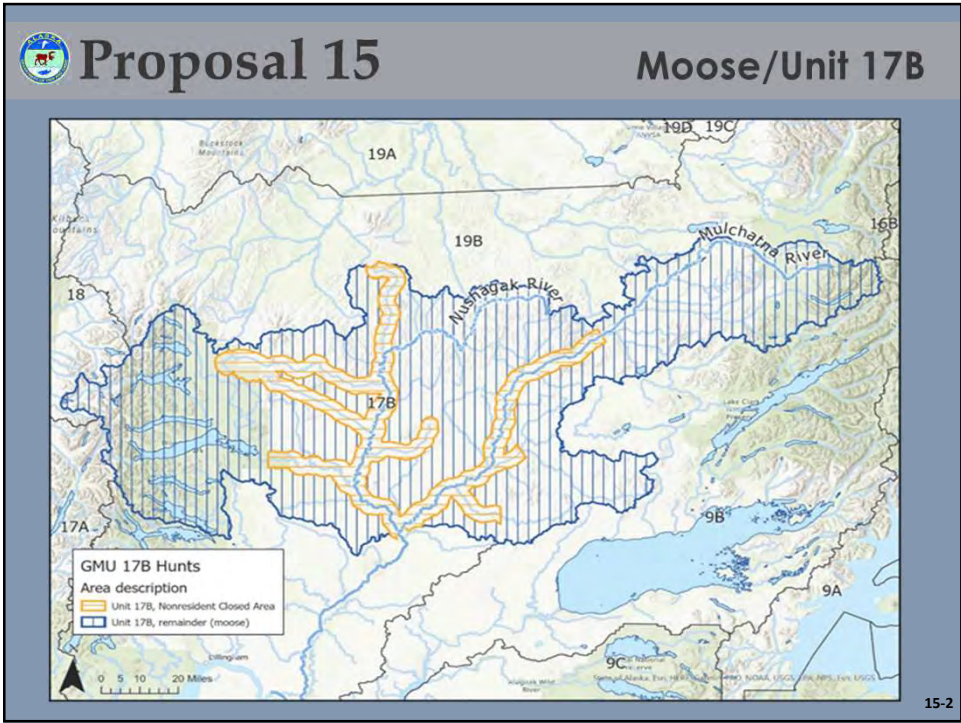 ALASKA
Proposal 15
Moose/Unit 17B
19D 19C
19A
16B
19B
Mulchatna River
18
Nushagak River
17B
17A
9B
9A
9C
GMU 17B Hunts
Area description
Unit 17B, Nonresident Closed Area
Unit 17B, remainder (moose)
Dillingham
0 5 10 20 Miles
15-2